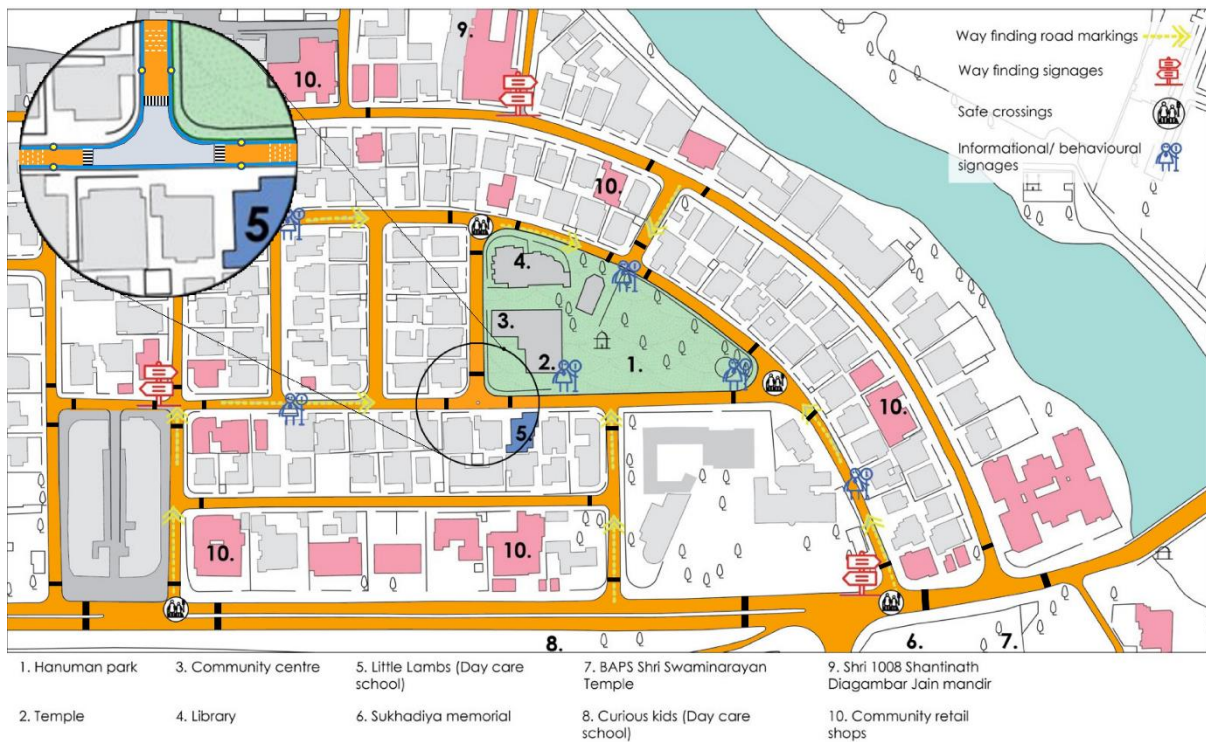 9.
10.
Way finding road markings
Way finding signages
Safe crossings
Informational/ behavioural
signages
5
10.
4.
3.
2.
1.
10.
5.
10.
10.
8.
6.
7.
1. Hanuman park
3. Community centre
5. Little Lambs (Day care
school)
7. BAPS Shri Swaminarayan
Temple
9. Shri 1008 Shantinath
Diagambar Jain mandir
2. Temple
4. Library
6. Sukhadiya memorial
8. Curious kids (Day care
school)
10. Community retail
shops